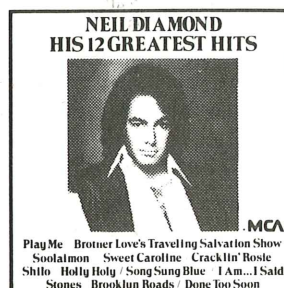 NEIL DIAMOND
HIS 12 GREATEST HITS
MCA
Play Me Brother Love's Traveling Salvation Show
Soolaimon Sweet Caroline Cracklin' Rosie
Shilo Holly Holy / Song Sung Blue I Am...I Said
Stones Brooklyn Roads / Done Too Soon